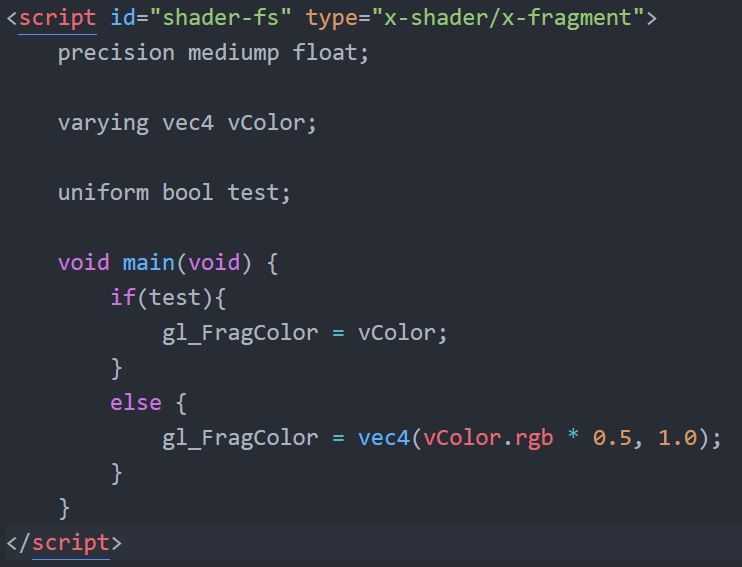 <script id="shader-fs" type="x-shader/x-fragment">
    precision mediump float;

    varying vec4 vColor;

    uniform bool test;

    void main(void) {
        if(test){
            gl_FragColor = vColor;
        }
        else {
            gl_FragColor = vec4(vColor.rgb * 0.5, 1.0);
        }
    }
</script>